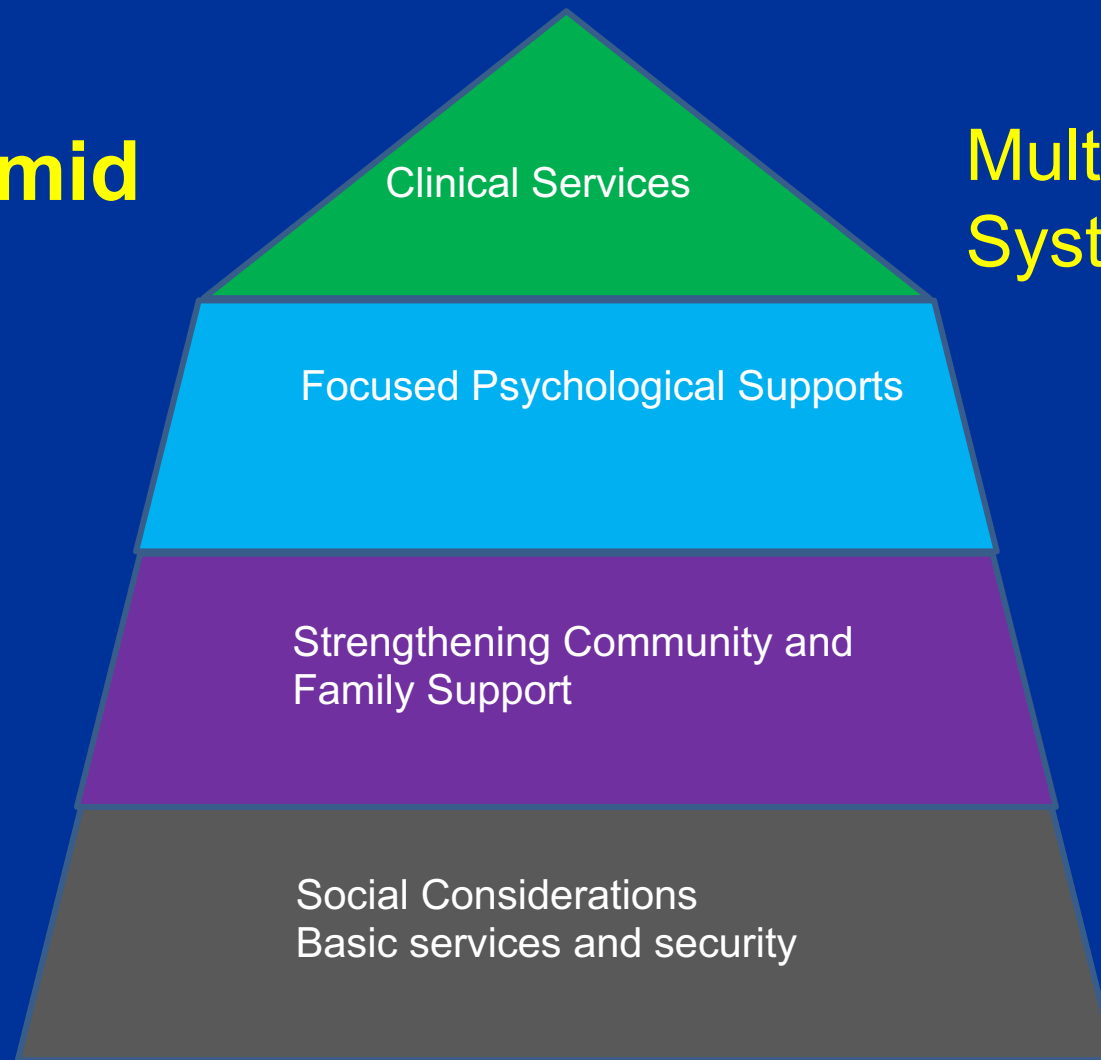 mid
Mult
Syst
Clinical Services
Focused Psychological Supports
Strengthening Community and
Family Support
Social Considerations
Basic services and security